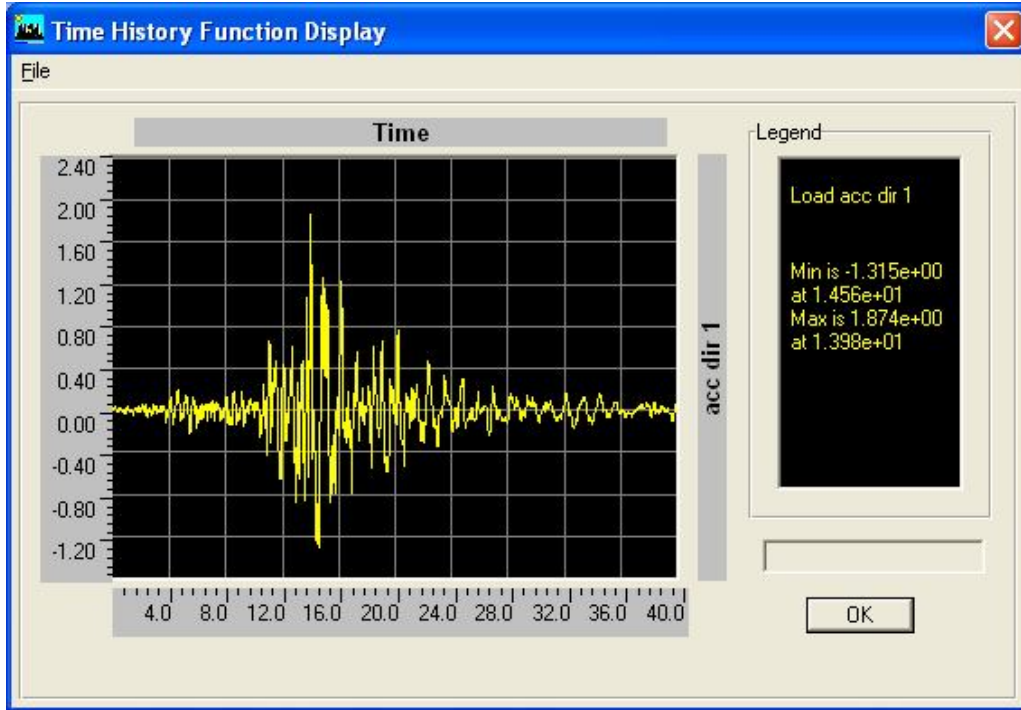 Time History Function Display
File
Time
2.40
2.00
1.60
1.20
0.80
0.40
0.00
-0.40
-0.80
-1.20
4.0 8.0 12.0 16.0 20.0 24.0 28.0 32.0 36.0 40.0
acc dir 1
Legend
Load acc dir 1
Min is -1.315e+00
at 1.456e+01
Max is 1.874e+00
at 1.398e+01
OK